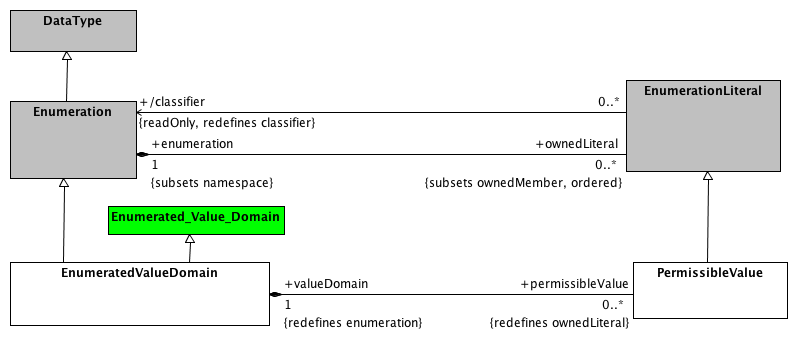 DataType
Enumeration
EnumerationLiteral
+/classifier
0..*
{readOnly, redefines classifier}
+enumeration
+ownedLiteral
1
0..*
{subsets namespace}
{subsets ownedMember, ordered}
Enumerated_Value_Domain
EnumeratedValueDomain
PermissibleValue
+valueDomain
+permissibleValue
1
0..*
{redefines enumeration}
{redefines ownedLiteral}